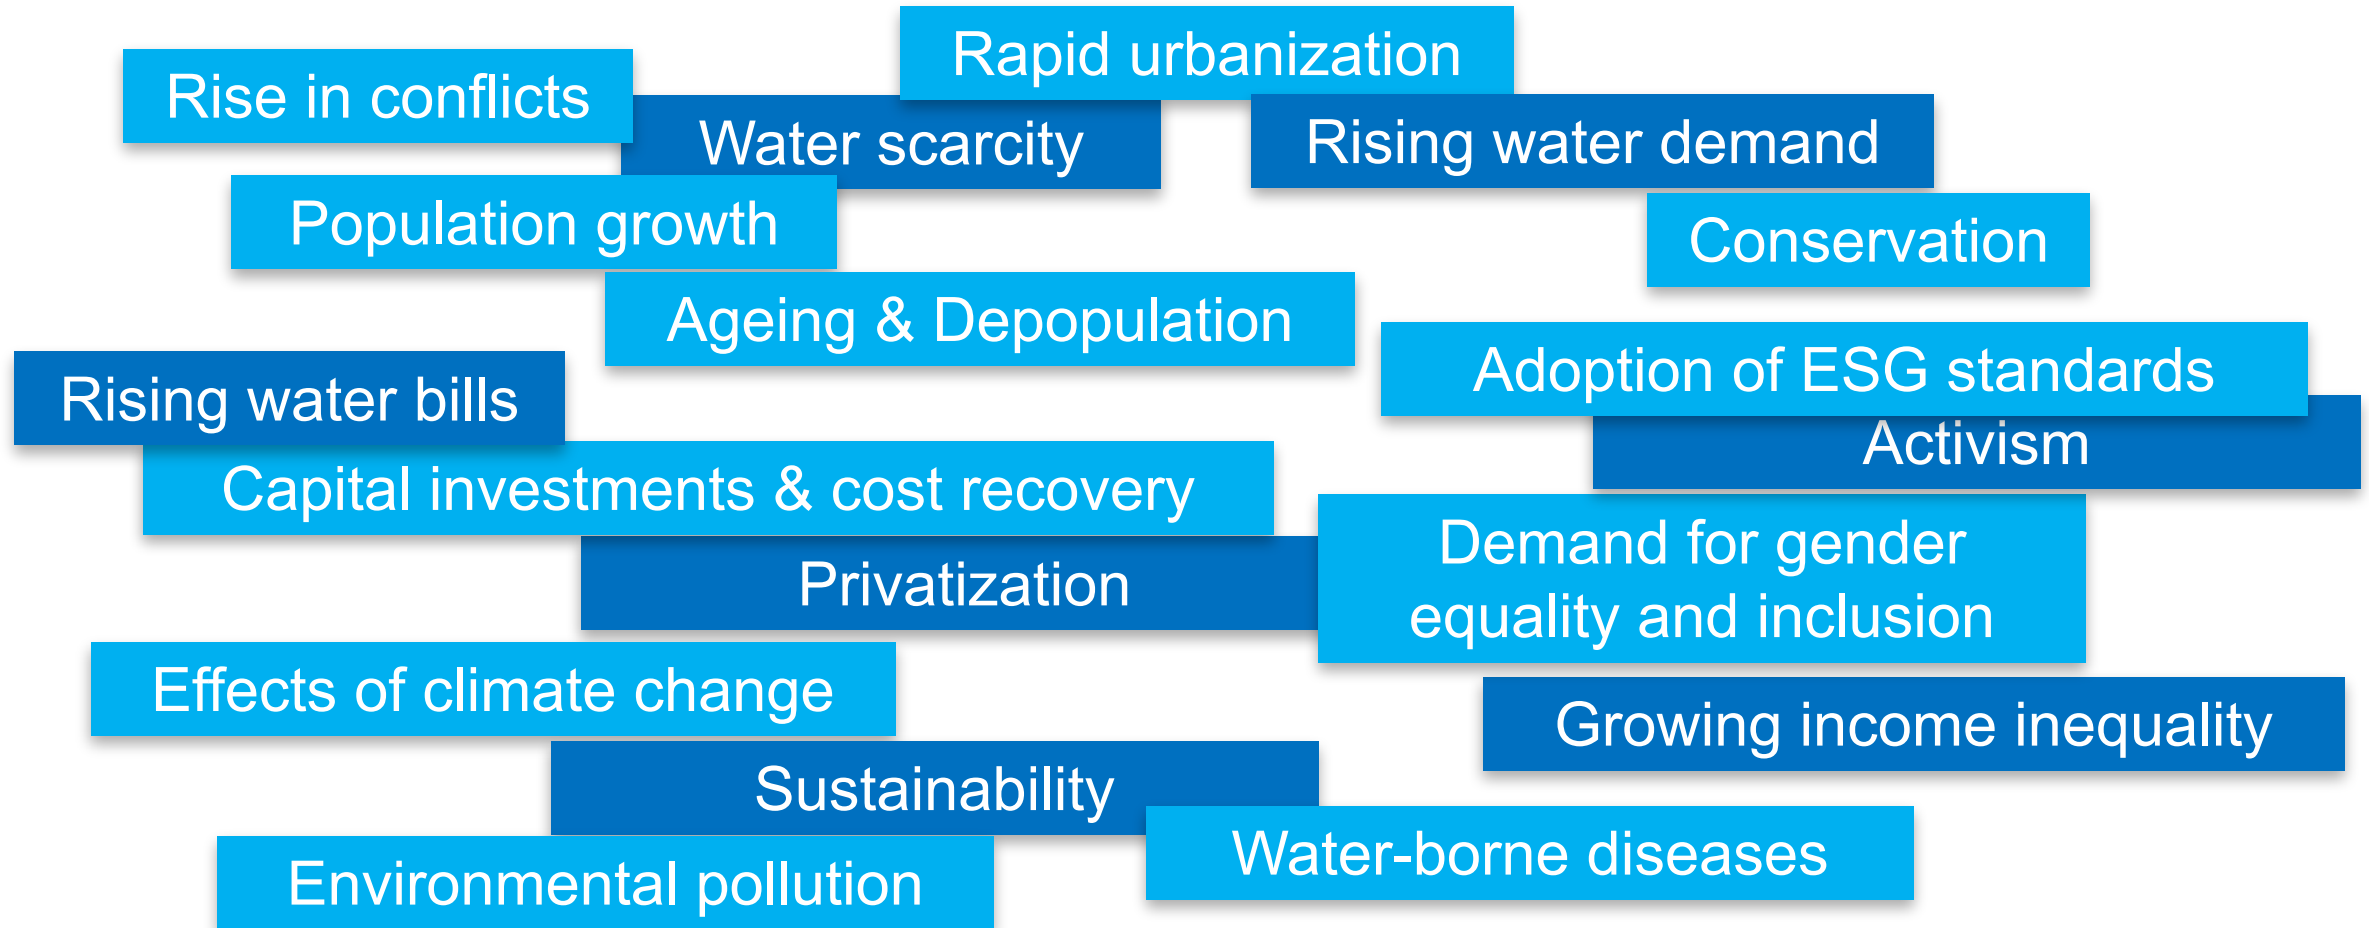 Rapid urbanization
Rise in conflicts
Water scarcity
Rising water demand
Population growth
Conservation
Ageing & Depopulation
Adoption of ESG standards
Rising water bills
Activism
Capital investments & cost recovery
Demand for gender
equality and inclusion
Privatization
Effects of climate change
Growing income inequality
Sustainability
Water-borne diseases
Environmental pollution